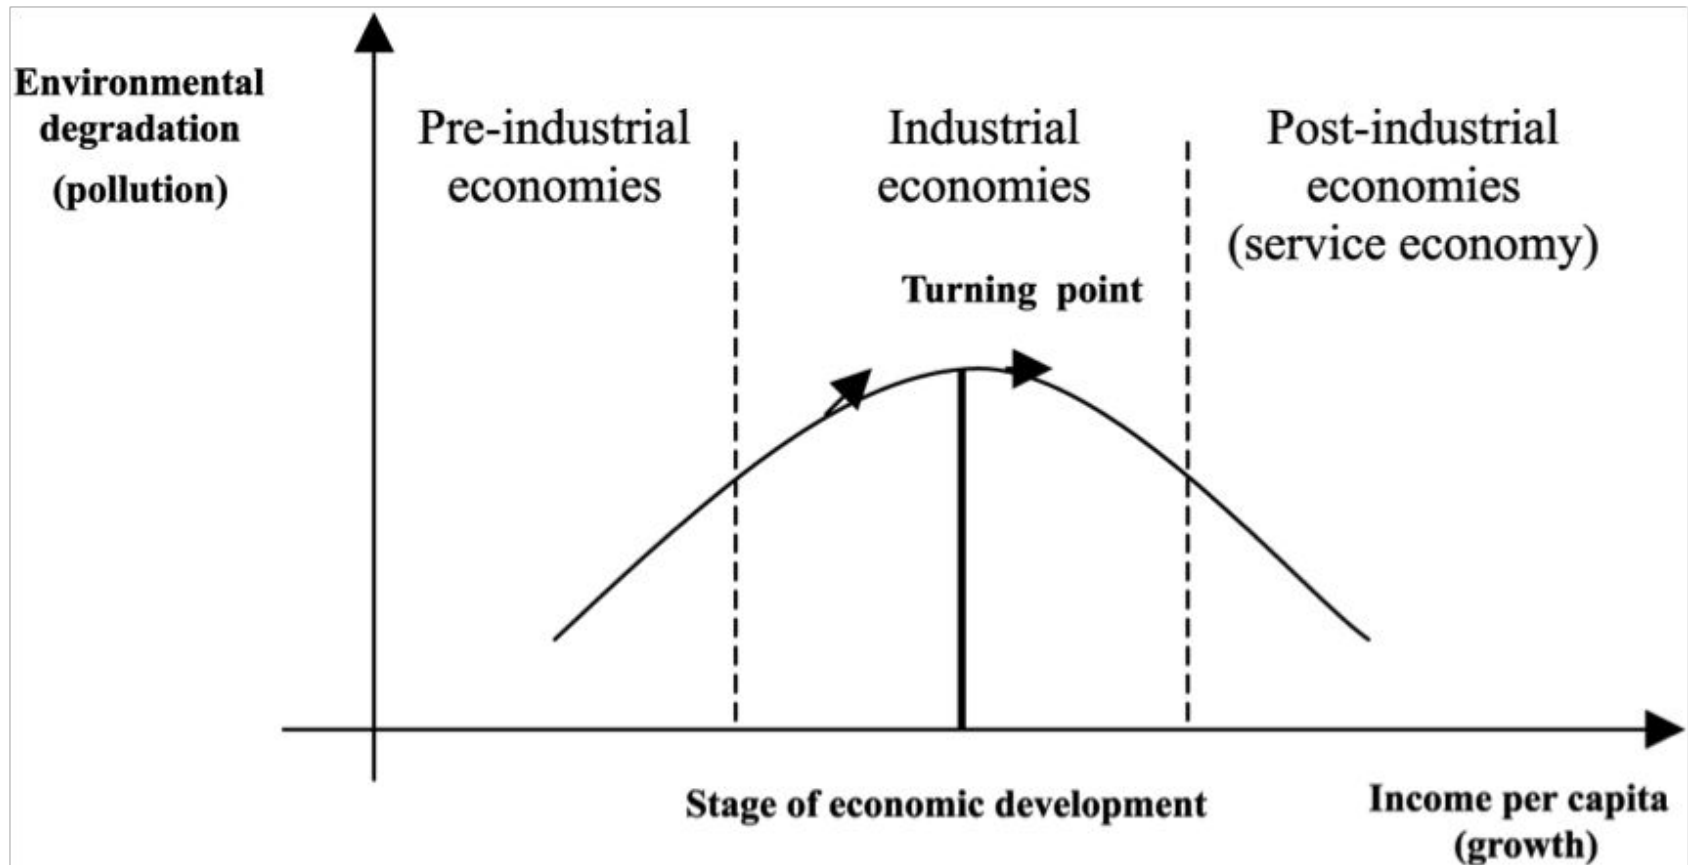 Environmental
degradation
(pollution)
Pre-industrial
economies
Industrial
economies
Post-industrial
economies
(service economy)
Turning point
Stage of economic development
Income per capita
(growth)